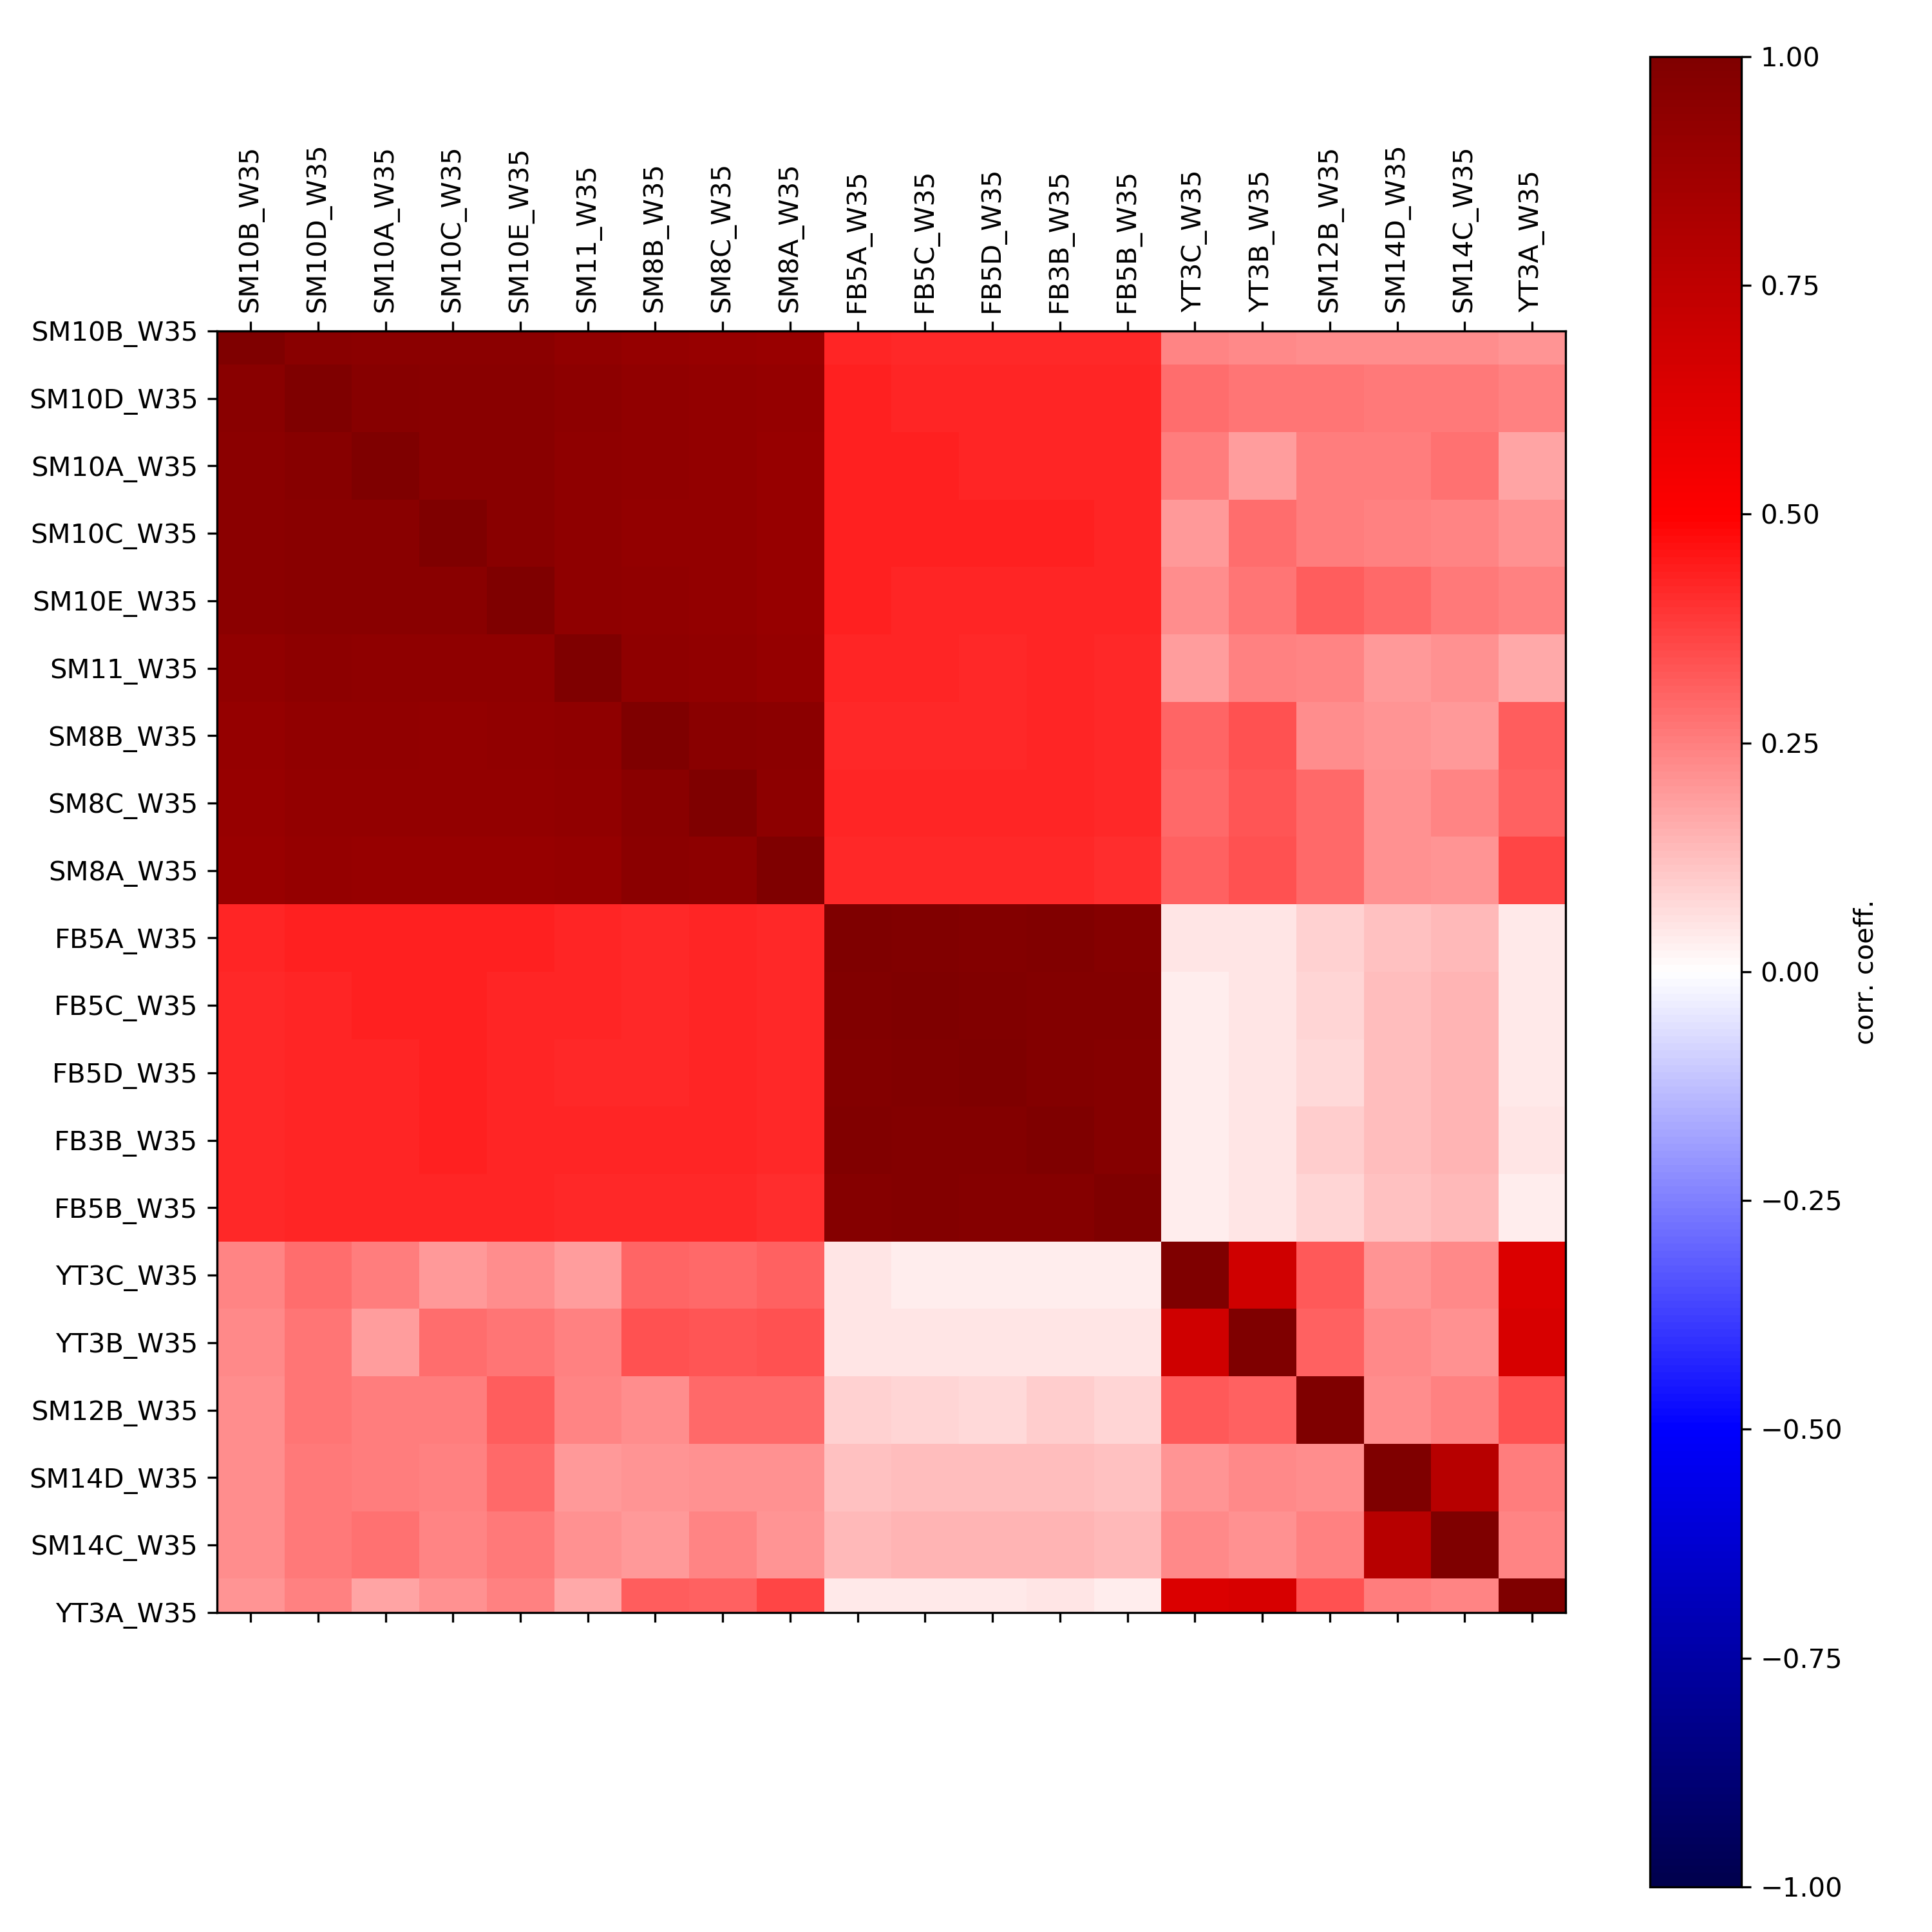 SM10B_W35
SM10D_W35
SM10A_W35
SM10C_W35
SM10E_W35
SM11_W35
SM8B_W35
SM8C_W35
SM8A_W35
FB5A_W35
FB5C_W35
FB5D_W35
FB3B_W35
FB5B_W35
YT3C_W35
YT3B_W35
SM12B_W35
SM14D_W35
SM14C_W35
YT3A_W35
SM10B_W35
SM10D_W35
SM10A_W35
SM10C_W35
SM10E_W35
SM11_W35
SM8B_W35
SM8C_W35
SM8A_W35
FB5A_W35
FB5C_W35
FB5D_W35
FB3B_W35
FB5B_W35
YT3C_W35
YT3B_W35
SM12B_W35
SM14D_W35
SM14C_W35
YT3A_W35
1.00
0.75
0.50
0.25
0.00
−0.25
−0.50
−0.75
−1.00
corr. coeff.